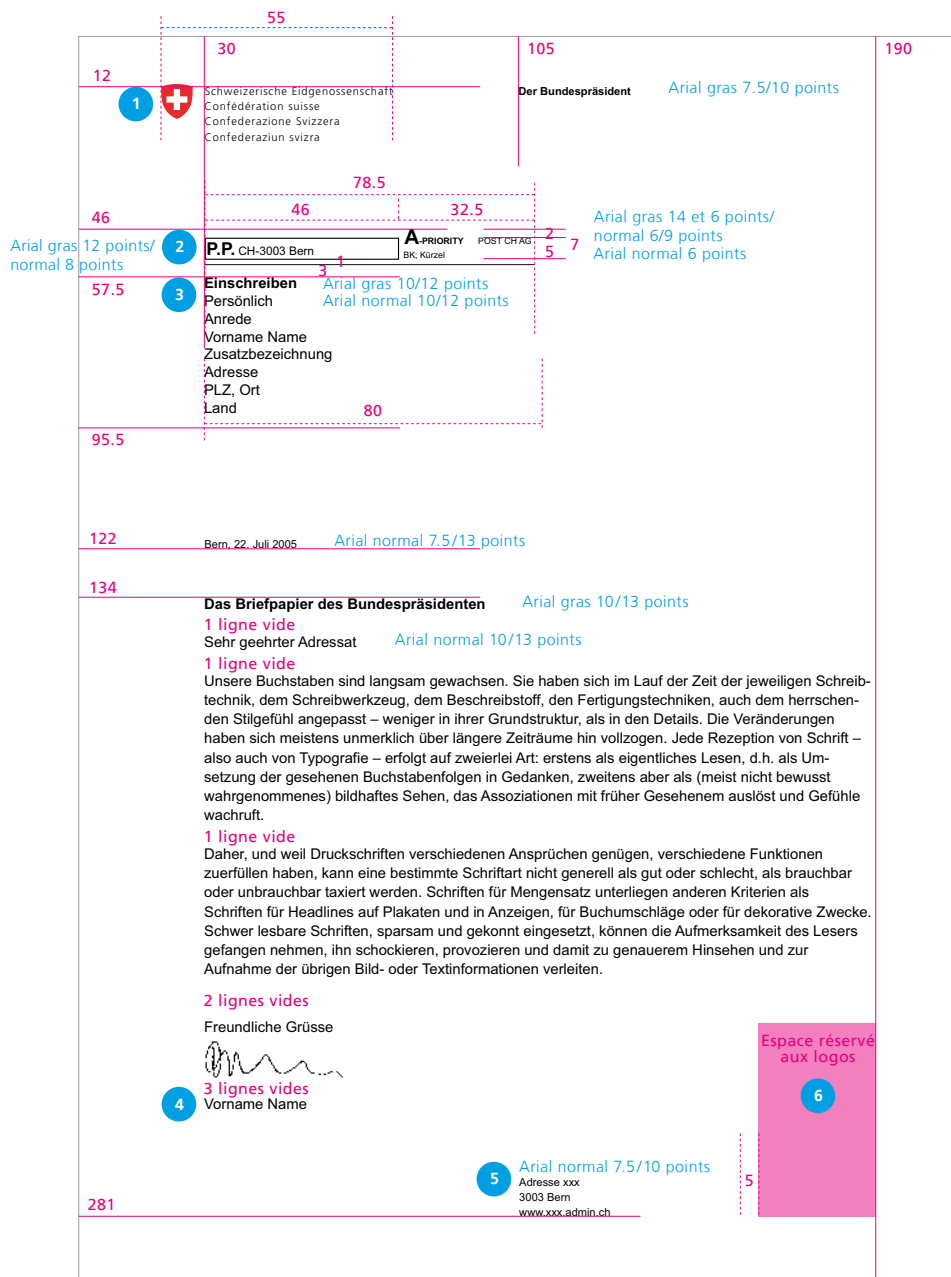 55
30
105
190
12
1
Schweizerische Eidgenossenschaft
Confédération suisse
Confederazione Svizzera
Confederaziun svizra
Der Bundespräsident
Arial gras 7.5/10 points
78.5
46
32.5
46
Arial gras 12 points/
normal 8 points
2
P.P. CH-3003 Bern
A-PRIORITY
POST CH AG
BK; Kürzel
2
5
7
Arial gras 14 et 6 points/
normal 6/9 points
Arial normal 6 points
1
3
57.5
3
Einschreiben
Arial gras 10/12 points
Persönlich
Arial normal 10/12 points
Anrede
Vorname Name
Zusatzbezeichnung
Adresse
PLZ, Ort
Land
80
95.5
122
Bern, 22. Juli 2005
Arial normal 7.5/13 points
134
Das Briefpapier des Bundespräsidenten
Arial gras 10/13 points
1 ligne vide
Sehr geehrter Adressat
Arial normal 10/13 points
1 ligne vide
Unsere Buchstaben sind langsam gewachsen. Sie haben sich im Lauf der Zeit der jeweiligen Schreib-
technik, dem Schreibwerkzeug, dem Beschreibstoff, den Fertigungstechniken, auch dem herrschen-
den Stilgefühl angepasst – weniger in ihrer Grundstruktur, als in den Details. Die Veränderungen
haben sich meistens unmerklich über längere Zeiträume hin vollzogen. Jede Rezeption von Schrift –
also auch von Typografie – erfolgt auf zweierlei Art: erstens als eigentliches Lesen, d.h. als Um-
setzung der gesehenen Buchstabenfolgen in Gedanken, zweitens aber als (meist nicht bewusst
wahrgenommenes) bildhaftes Sehen, das Assoziationen mit früher Gesehenem auslöst und Gefühle
wachruft.
1 ligne vide
Daher, und weil Druckschriften verschiedenen Ansprüchen genügen, verschiedene Funktionen
zuerfüllen haben, kann eine bestimmte Schriftart nicht generell als gut oder schlecht, als brauchbar
oder unbrauchbar taxiert werden. Schriften für Mengensatz unterliegen anderen Kriterien als
Schriften für Headlines auf Plakaten und in Anzeigen, für Buchumschläge oder für dekorative Zwecke.
Schwer lesbare Schriften, sparsam und gekonnt eingesetzt, können die Aufmerksamkeit des Lesers
gefangen nehmen, ihn schockieren, provozieren und damit zu genauerem Hinsehen und zur
Aufnahme der übrigen Bild- oder Textinformationen verleiten.
2 lignes vides
Freundliche Grüsse
3 lignes vides
4
Vorname Name
Espace réservé
aux logos
6
5
Arial normal 7.5/10 points
Adresse xxx
3003 Bern
www.xxx.admin.ch
5
281